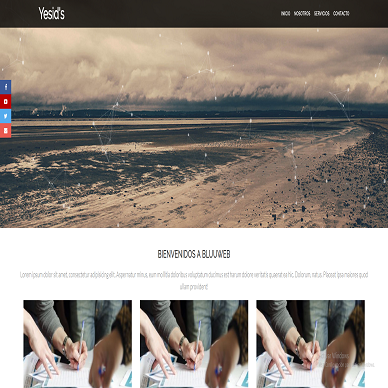 Yesid's
INICIO NOSOTROS SERVICIOS CONTACTO
BIENVENIDOS A BLUUWEB
Lorem ipsum dolor sit amet, consectetur adipisicing elit. Aspernatur minus, eum mollitia doloribus voluptatum ducimus est harum dolore veritatis quaerat ea hic. Dolorum, natus. Placeat ipsa maiores quod
ullam provident!